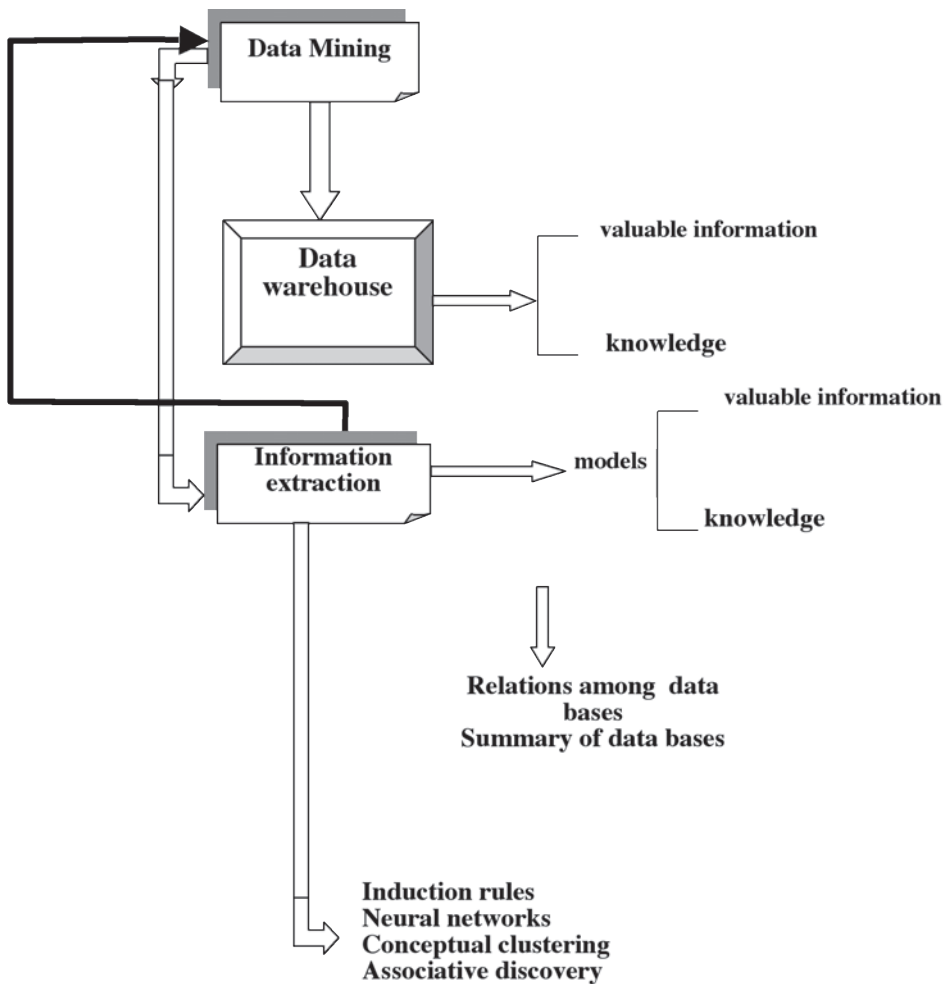 Data Mining
Data
warehouse
valuable information
knowledge
Information
extraction
models
valuable information
knowledge
Relations among data
bases
Summary of data bases
Induction rules
Neural networks
Conceptual clustering
Associative discovery